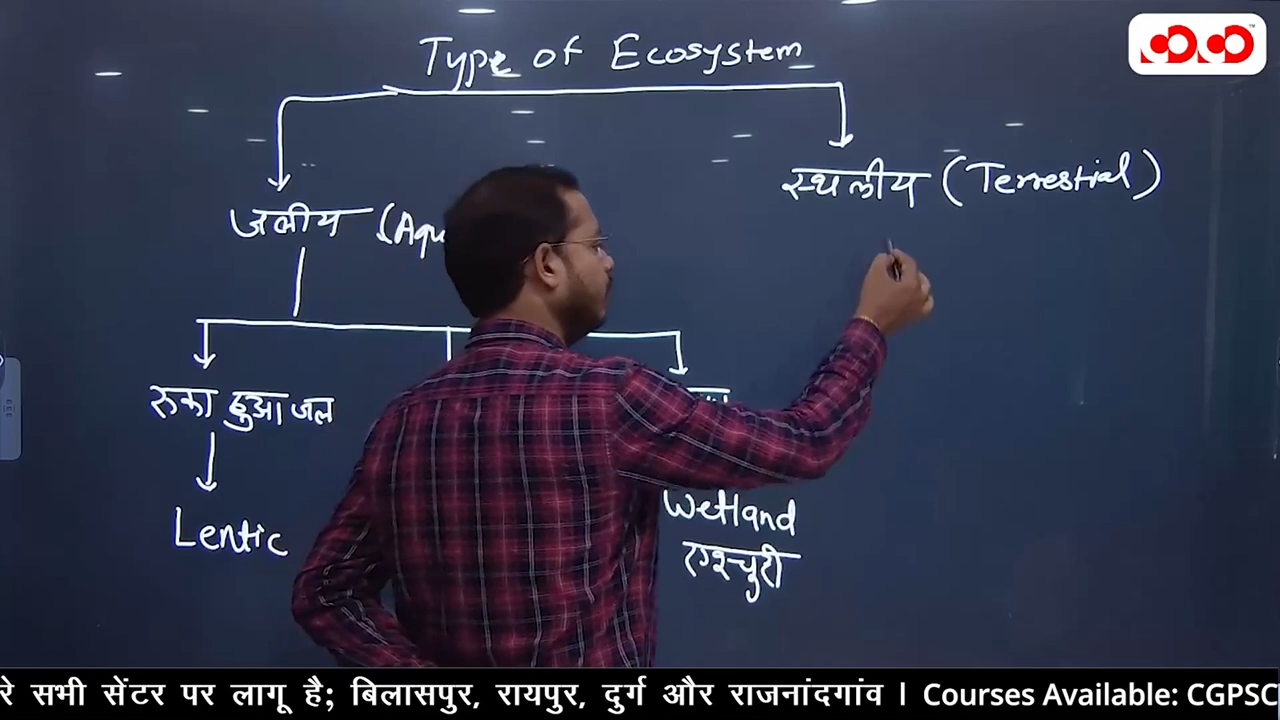 Type of Ecosystem
स्थलीय (Terrestial)
जलीय (Aqu
रुका हुआ जल
Lentic
Wetland
एश्चुरी
रे सभी सेंटर पर लागू है; बिलासपुर, रायपुर, दुर्ग और राजनांदगांव । Courses Available: CGPSC